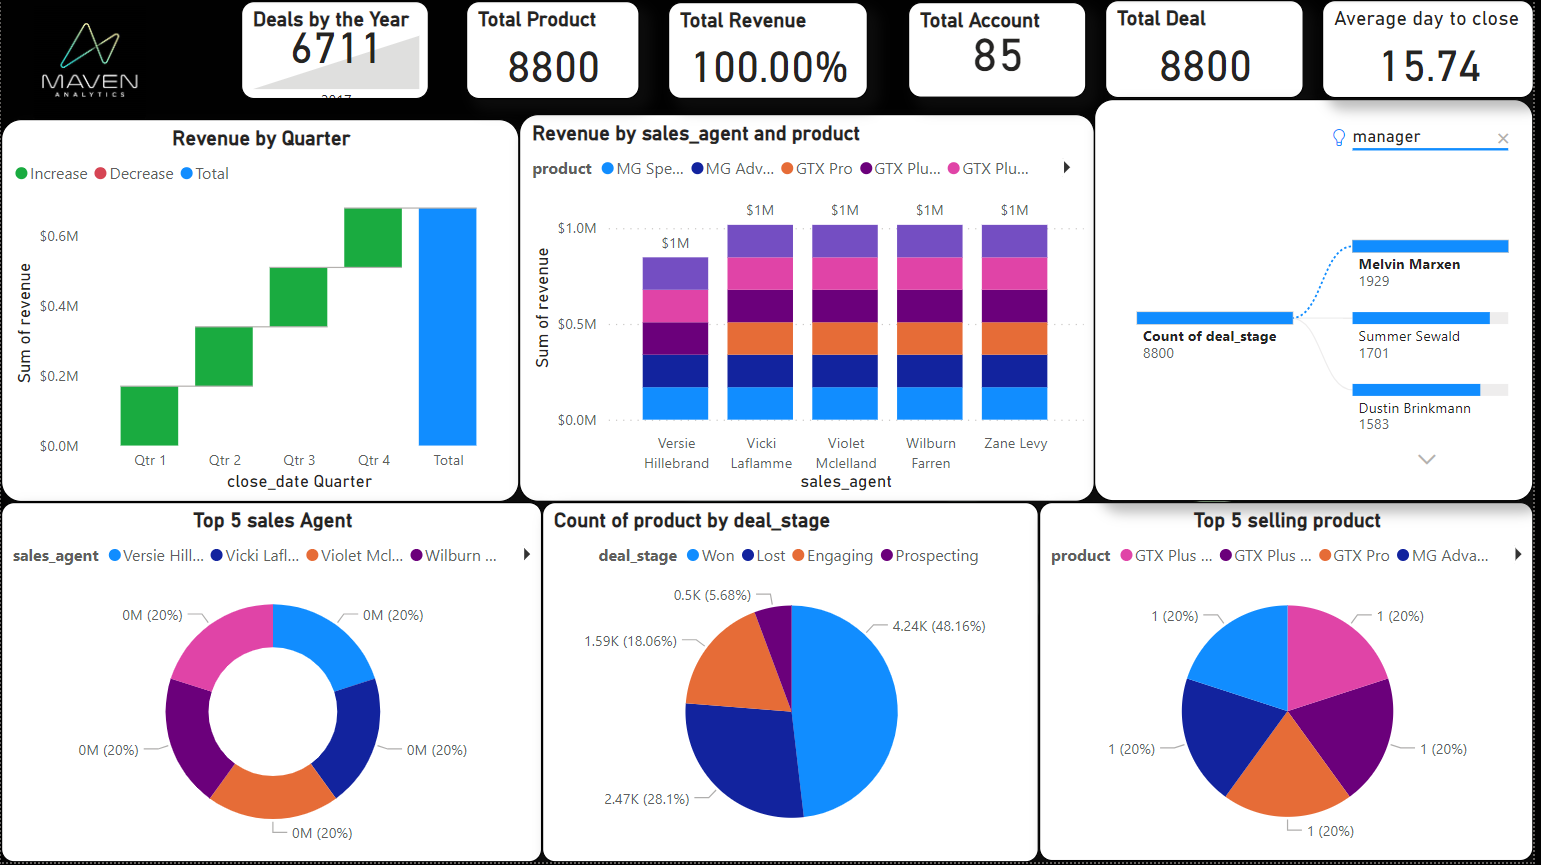 MAVEN
ANALYTICS
Deals by the Year
6711
2017
Total Product
8800
Total Revenue
100.00%
Total Account
85
Total Deal
8800
Average day to close
15.74
Revenue by Quarter
Increase Decrease Total
Sum of revenue
$0.6M
$0.4M
$0.2M
$0.0M
Qtr 1 Qtr 2 Qtr 3 Qtr 4 Total
close_date Quarter
Revenue by sales_agent and product
product MG Spe... MG Adv... GTX Pro GTX Plu... GTX Plu...
Sum of revenue
$1.0M
$0.5M
$0.0M
$1M $1M $1M $1M $1M
Versie Hillebrand
Vicki Laflamme
Violet Mclelland
Wilburn Farren
Zane Levy
sales_agent
manager
Count of deal_stage
8800
Melvin Marxen
1929
Summer Sewald
1701
Dustin Brinkmann
1583
Top 5 sales Agent
sales_agent Versie Hill... Vicki Lafl... Violet Mcl... Wilburn ...
0M (20%)
0M (20%)
0M (20%)
0M (20%)
0M (20%)
Count of product by deal_stage
deal_stage Won Lost Engaging Prospecting
0.5K (5.68%)
4.24K (48.16%)
1.59K (18.06%)
2.47K (28.1%)
Top 5 selling product
product GTX Plus ... GTX Plus ... GTX Pro MG Adva...
1 (20%)
1 (20%)
1 (20%)
1 (20%)
1 (20%)